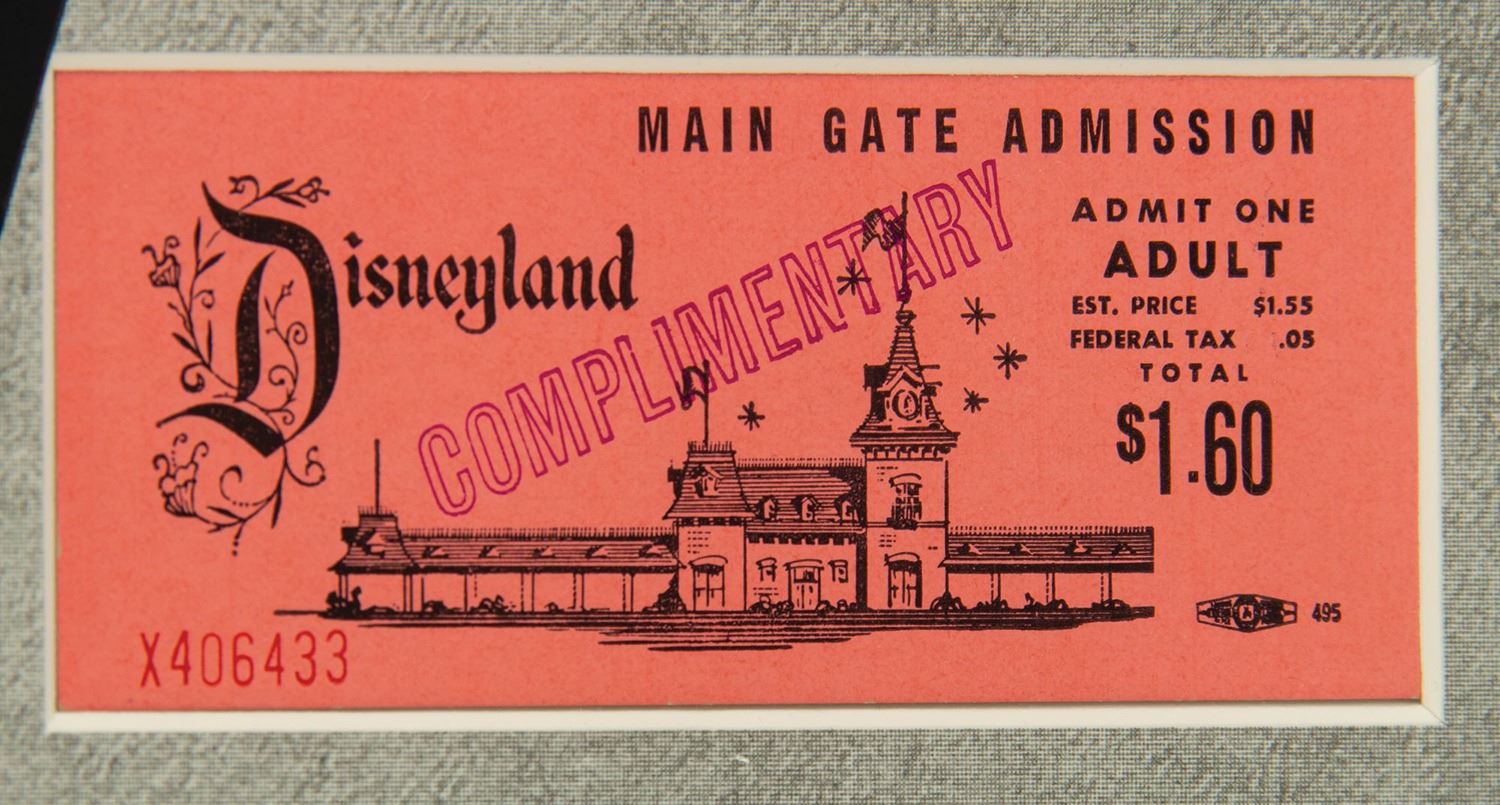 MAIN GATE ADMISSION
Disneyland
COMPLIMENTARY
ADMIT ONE
ADULT
EST. PRICE $1.55
FEDERAL TAX .05
TOTAL
$1.60
X406433
495